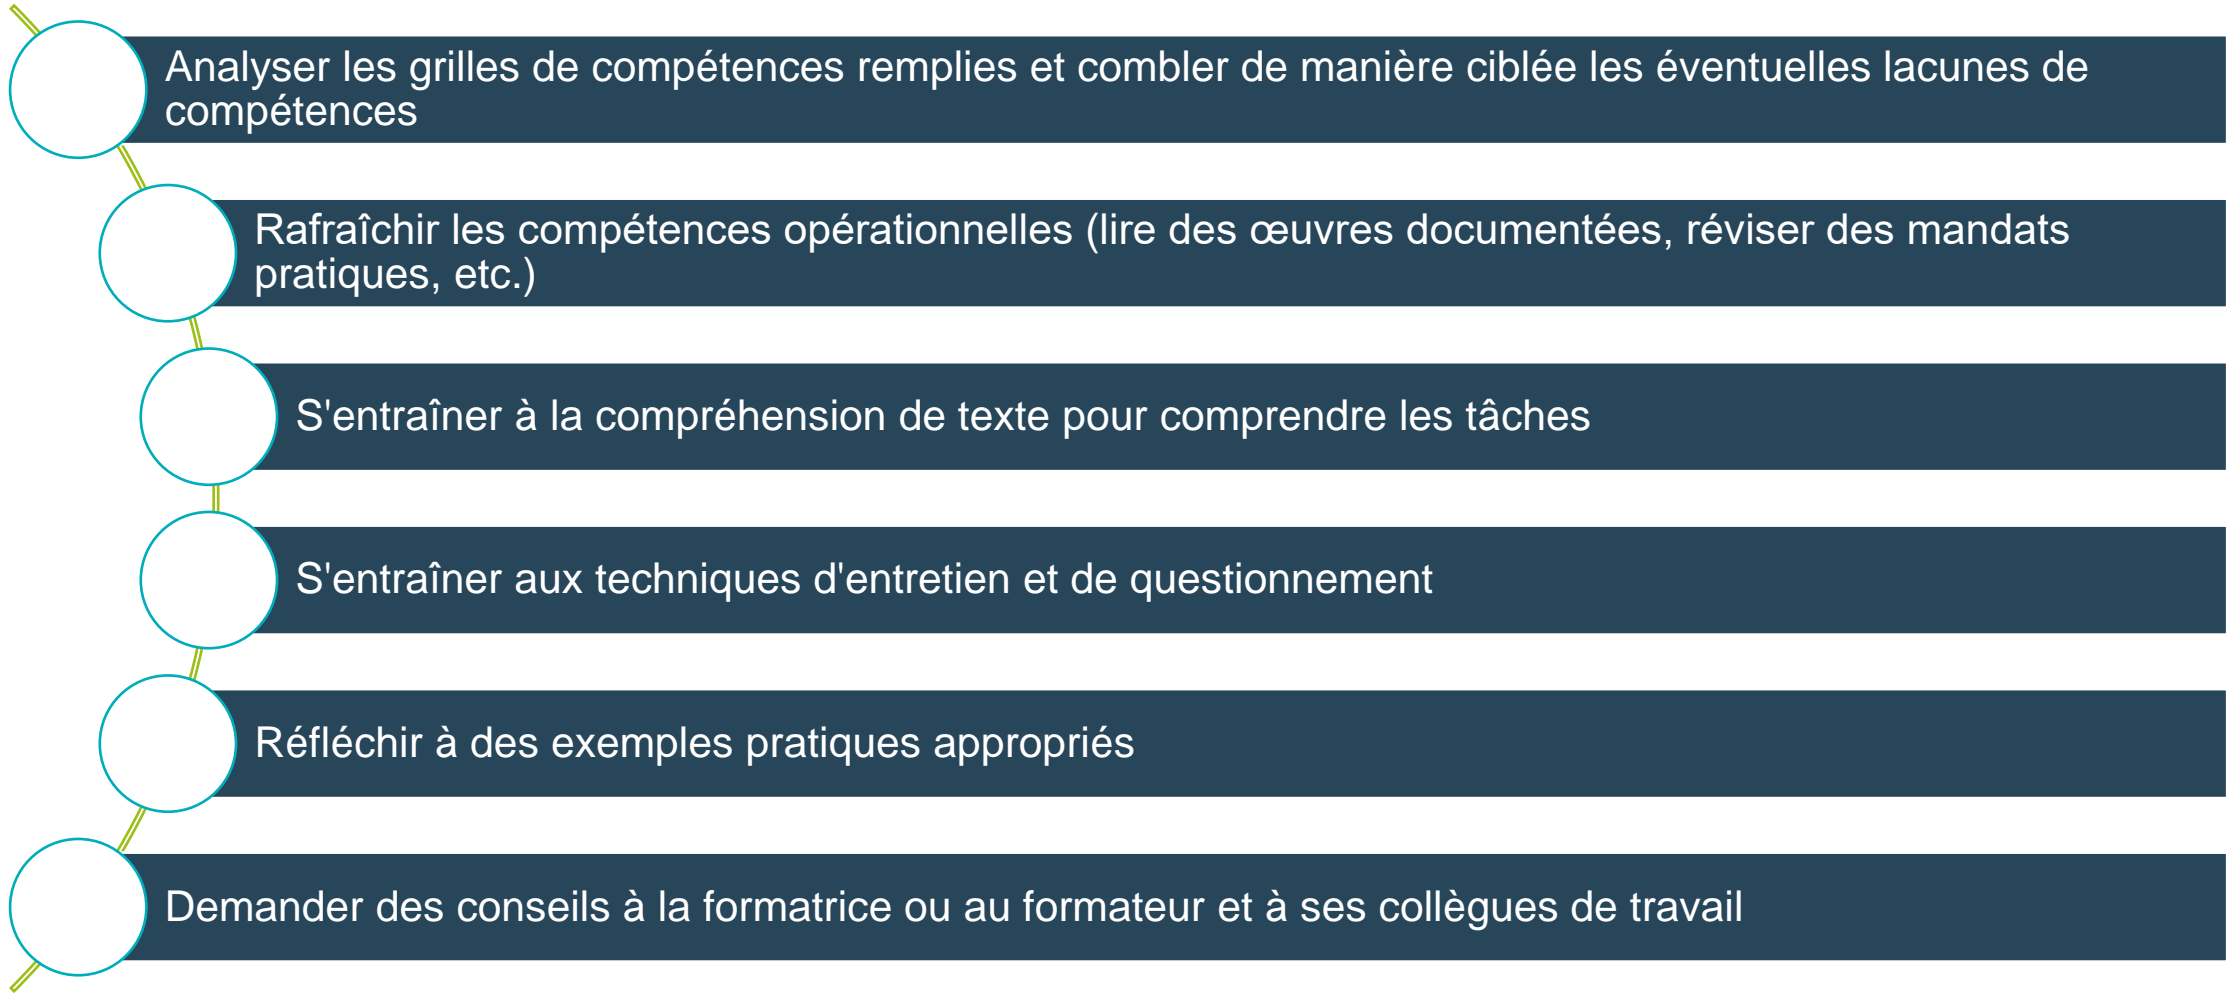 Analyser les grilles de compétences remplies et combler de manière ciblée les éventuelles lacunes de
compétences
Rafraîchir les compétences opérationnelles (lire des œuvres documentées, réviser des mandats
pratiques, etc.)
S'entraîner à la compréhension de texte pour comprendre les tâches
S'entraîner aux techniques d'entretien et de questionnement
Réfléchir à des exemples pratiques appropriés
Demander des conseils à la formatrice ou au formateur et à ses collègues de travail